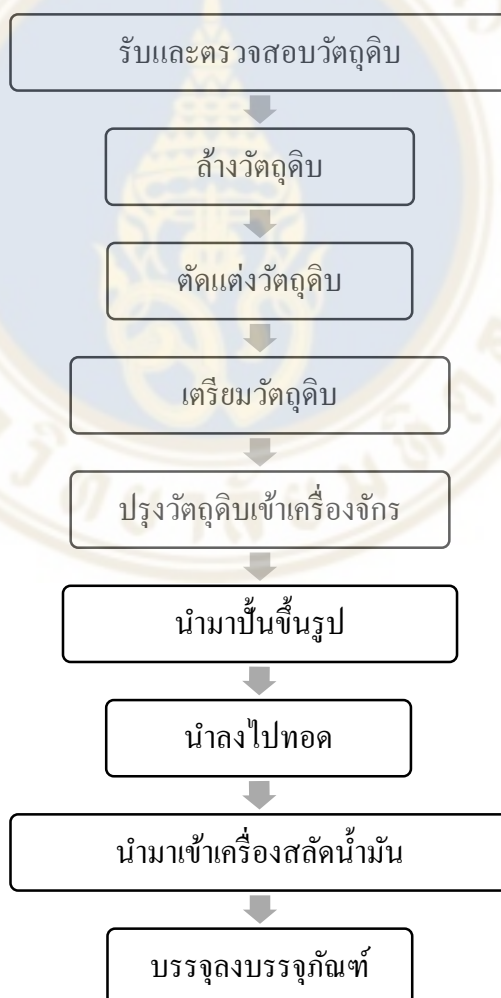 รับและตรวจสอบวัตถุดิบ
ล้างวัตถุดิบ
ตัดแต่งวัตถุดิบ
เตรียมวัตถุดิบ
ปรุงวัตถุดิบเข้าเครื่องจักร
นำมาปั้นขึ้นรูป
นำลงไปทอด
นำมาเข้าเครื่องสลัดน้ำมัน
บรรจุลงบรรจุภัณฑ์